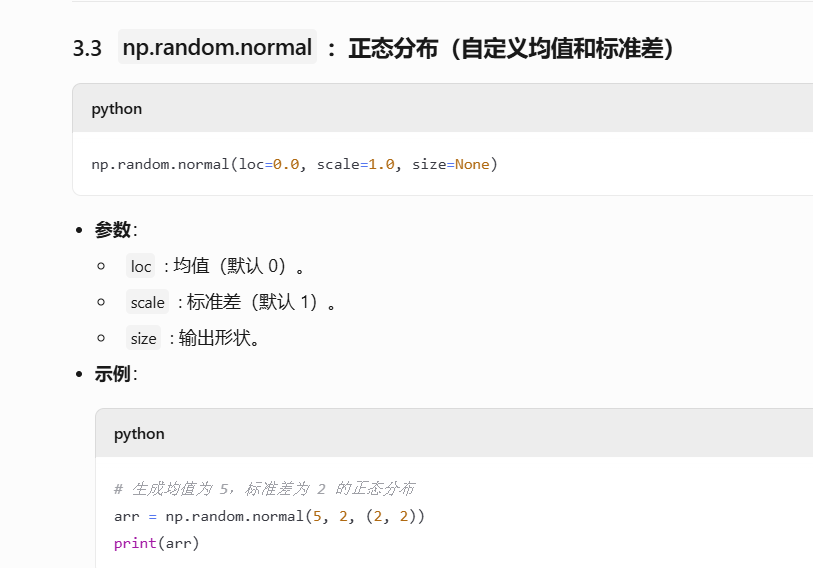 3.3 np.random.normal : 正态分布（自定义均值和标准差）
python
np.random.normal(loc=0.0, scale=1.0, size=None)
• 参数:
loc : 均值（默认 0）。
scale : 标准差（默认 1）。
size : 输出形状。
• 示例:
python
# 生成均值为 5，标准差为 2 的正态分布
arr = np.random.normal(5, 2, (2, 2))
print(arr)